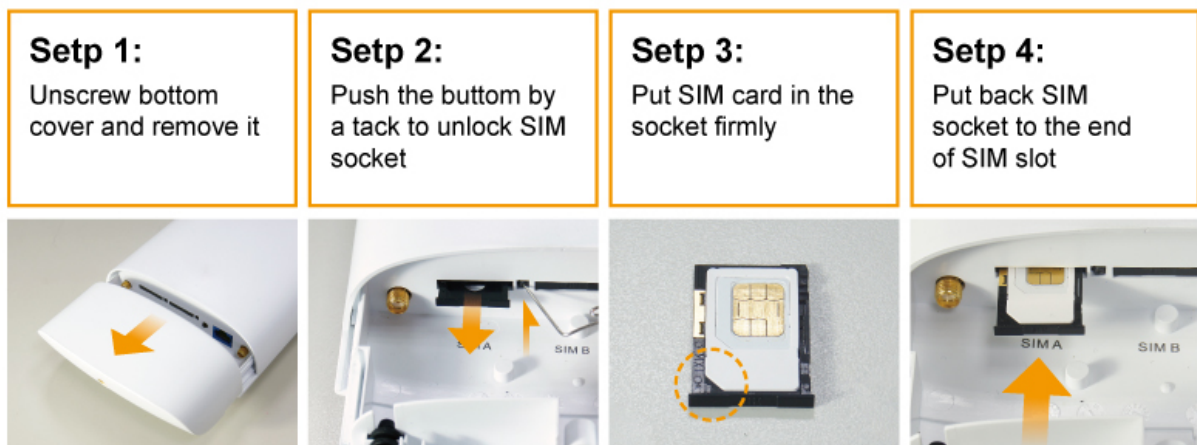 Setp 1:
Unscrew bottom
cover and remove it
Setp 2:
Push the buttom by
a tack to unlock SIM
socket
Setp 3:
Put SIM card in the
socket firmly
Setp 4:
Put back SIM
socket to the end
of SIM slot
SIM A
SIM B
SIM A
SIM B